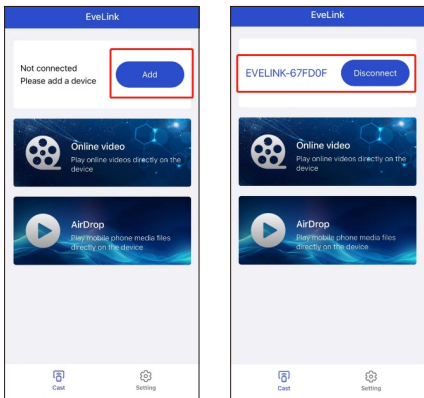 EveLink
Not connected
Please add a device
Add
Online video
Play online videos directly on the
device
AirDrop
Play mobile phone media files
directly on the device
Cast
Setting
EveLink
EVELINK-67FD0F
Disconnect
Online video
Play online videos directly on the
device
AirDrop
Play mobile phone media files
directly on the device
Cast
Setting